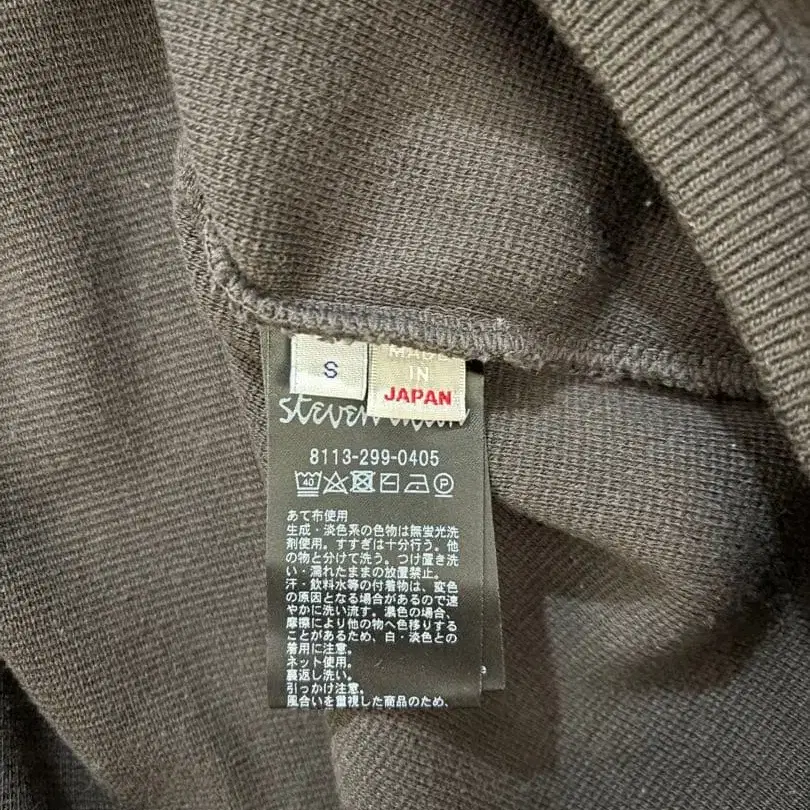 S
MADE
IN
JAPAN
steven alan
8113-299-0405
40
P
あて布使用
生成・淡色系の色物は無蛍光洗
剤使用。すすぎは十分行う。他
の物と分けて洗う。つけ置き洗
い・濡れたままの放置禁止。
汗・飲料水等の付着物は、変色
の原因となる場合があるので速
やかに洗い流す。濃色の場合、
摩擦により他の物へ色移りする
ことがあるため、白・淡色との
着用に注意。
ネット使用。
裏返し洗い。
引っかけ注意。
風合いを重視した商品のため、